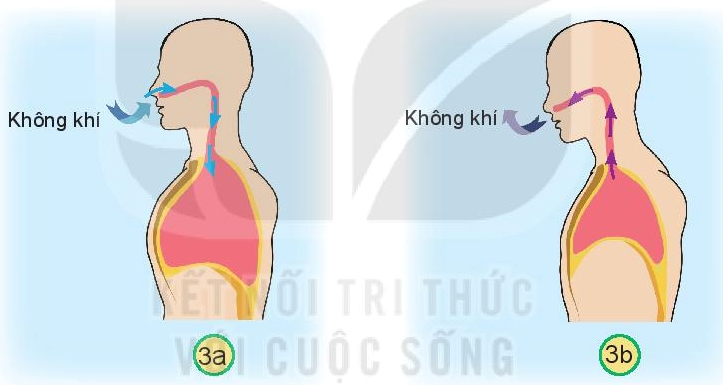 Không khí
Không khí
KẾT NỐI TRI THỨC
VỚI CUỘC SỐNG
3a
3b